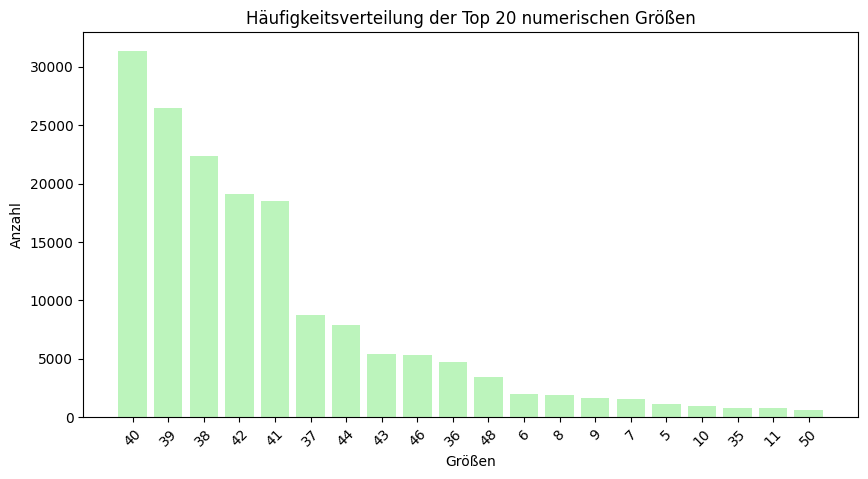 Häufigkeitsverteilung der Top 20 numerischen Größen
30000
25000
20000
15000
10000
5000
0
Anzahl
40 39 38 42 41 37 44 43 46 36 48 6 8 9 7 5 10 35 11 50
Größen